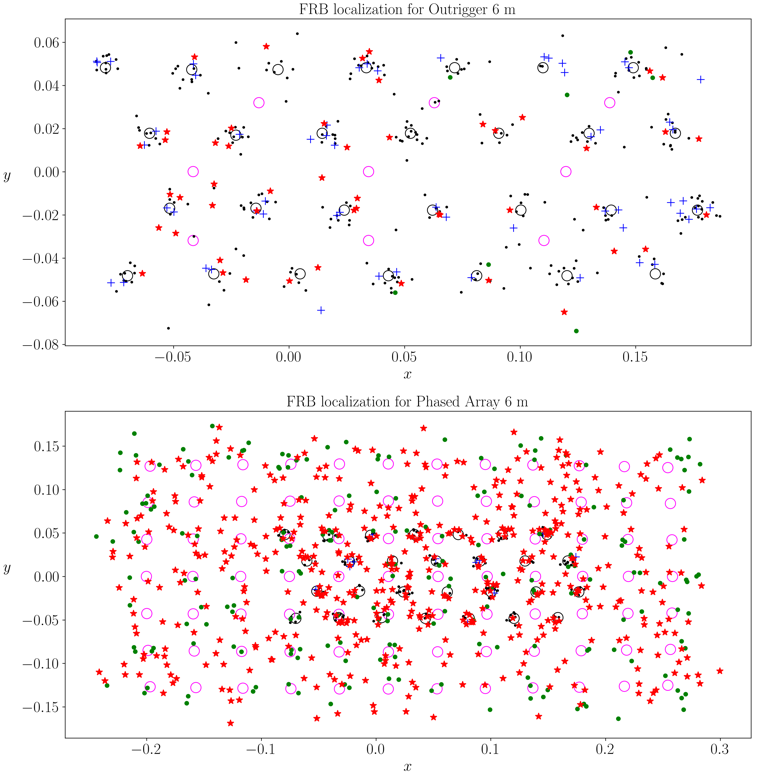 FRB localization for Outrigger 6 m
0.06
0.04
0.02
0.00
−0.02
−0.04
−0.06
−0.08
y
−0.05 0.00 0.05 0.10 0.15
x
FRB localization for Phased Array 6 m
0.15
0.10
0.05
0.00
−0.05
−0.10
−0.15
y
−0.2 −0.1 0.0 0.1 0.2 0.3
x